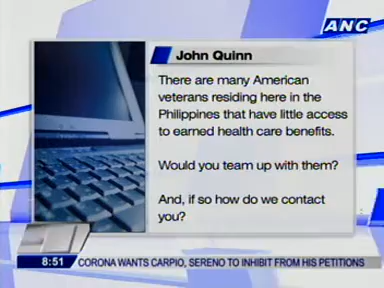 ANC
John Quinn
There are many American
veterans residing here in the
Philippines that have little access
to earned health care benefits.
Would you team up with them?
And, if so how do we contact
you?
8:51 CORONA WANTS CARPIO, SERENO TO INHIBIT FROM HIS PETITIONS